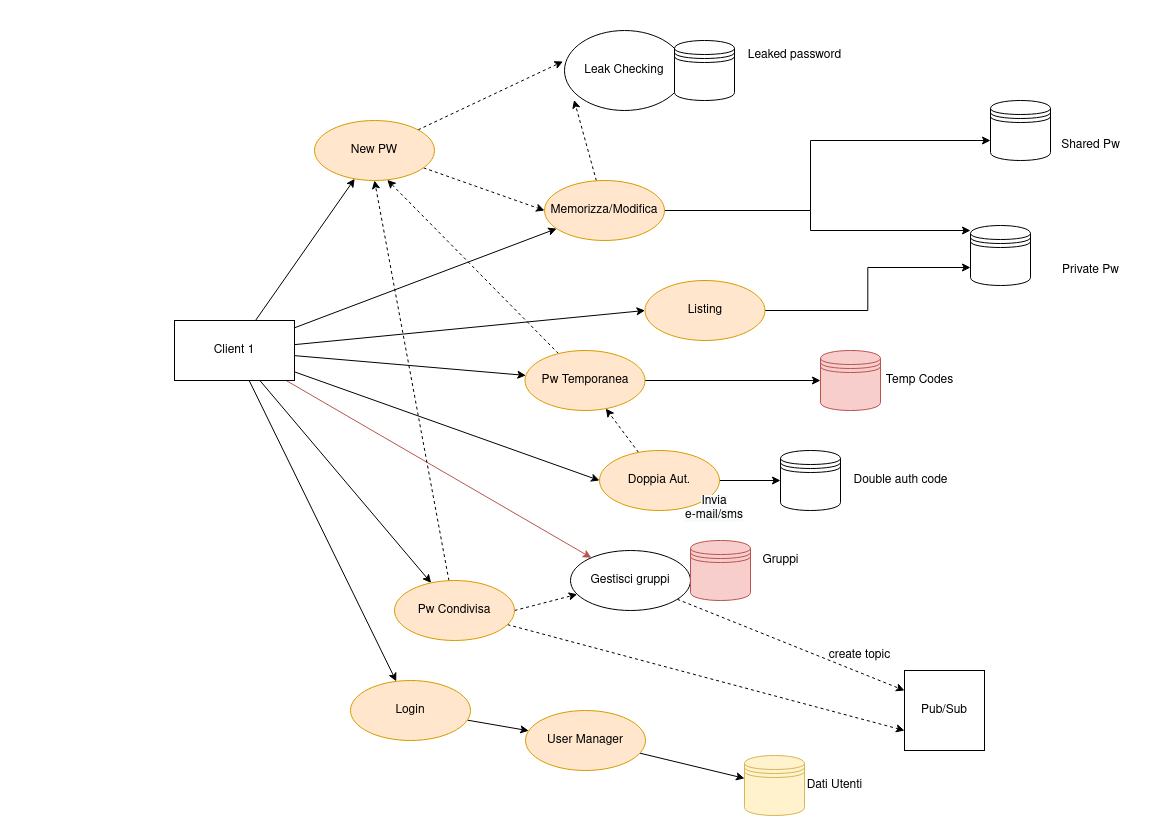 Leaked password
Leak Checking
New PW
Shared Pw
Memorizza/Modifica
Private Pw
Listing
Client 1
Pw Temporanea
Temp Codes
Doppia Aut.
Double auth code
Invia
e-mail/sms
Gruppi
Gestisci gruppi
Pw Condivisa
create topic
Login
Pub/Sub
User Manager
Dati Utenti